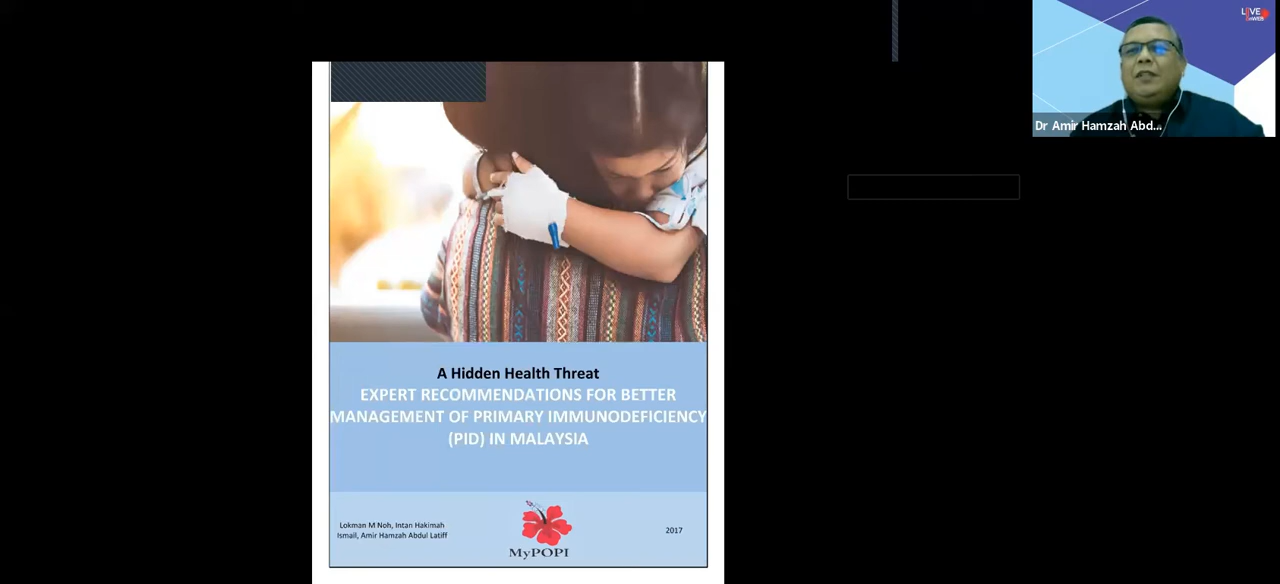 LIVE
Dr Amir Hamzah Abd...
A Hidden Health Threat
EXPERT RECOMMENDATIONS FOR BETTER
MANAGEMENT OF PRIMARY IMMUNODEFICIENCY
(PID) IN MALAYSIA
Lokman M Noh, Intan Hakimah
Ismail, Amir Hamzah Abdul Latiff
2017
MyPOPI